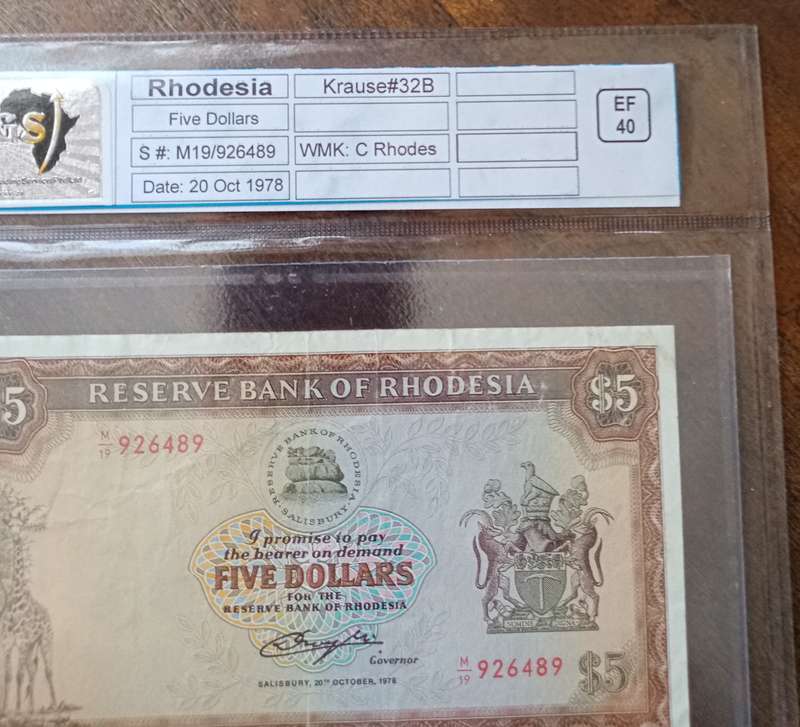 Rhodesia
Krause#32B
EF
40
Five Dollars
S #: M19/926489
WMK: C Rhodes
Date: 20 Oct 1978
5
RESERVE BANK OF RHODESIA
$5
M/19 926489
RESERVE BANK OF RHODESIA
SALISBURY
I promise to pay
the bearer on demand
FIVE DOLLARS
FOR THE
RESERVE BANK OF RHODESIA
Governor
SALISBURY, 20TH OCTOBER, 1978
M/19 926489
$5